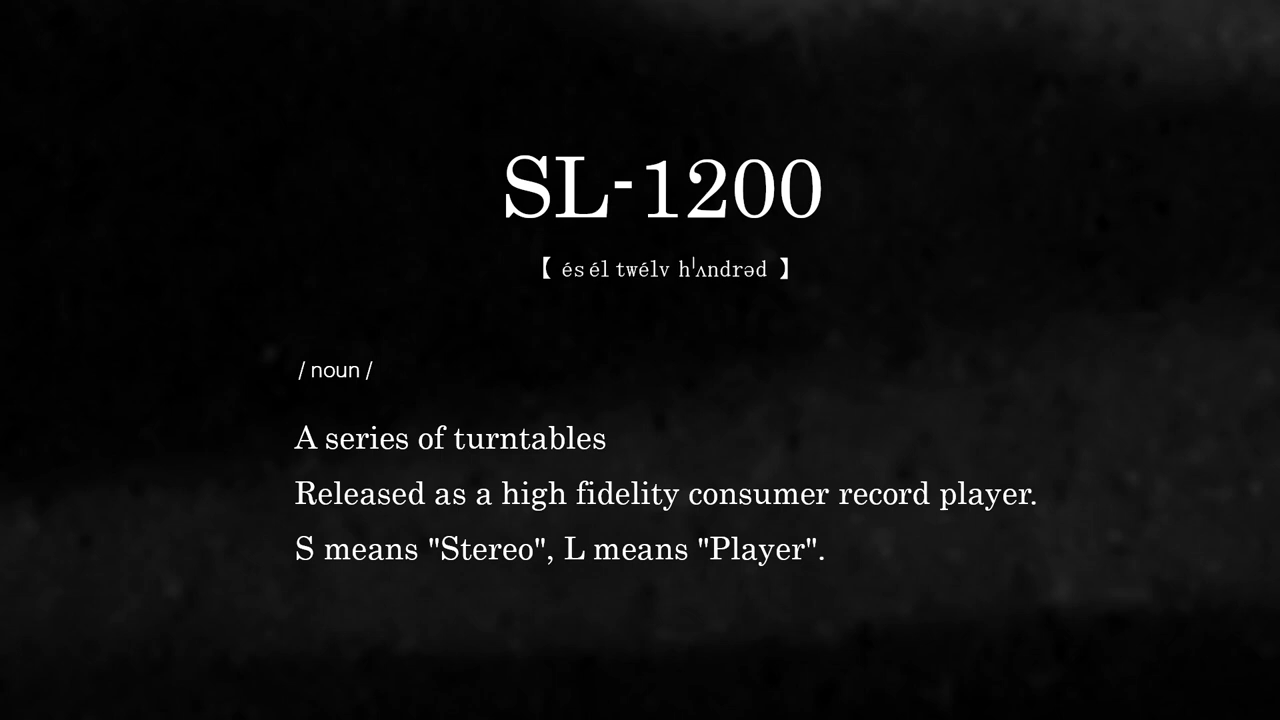 SL-1200
【 és él twélv hˈʌndrəd 】
/ noun /
A series of turntables
Released as a high fidelity consumer record player.
S means "Stereo", L means "Player".